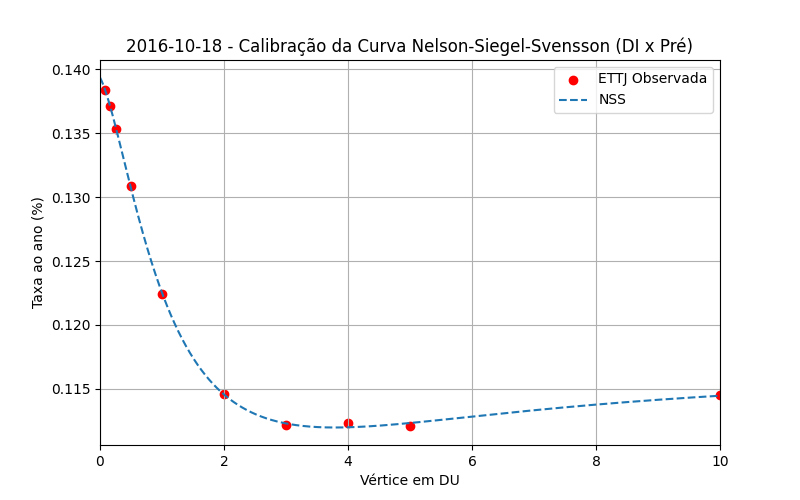 2016-10-18 - Calibração da Curva Nelson-Siegel-Svensson (DI x Pré)
0.140
0.135
0.130
0.125
0.120
0.115
Taxa ao ano (%)
ETTJ Observada
NSS
0 2 4 6 8 10
Vértice em DU